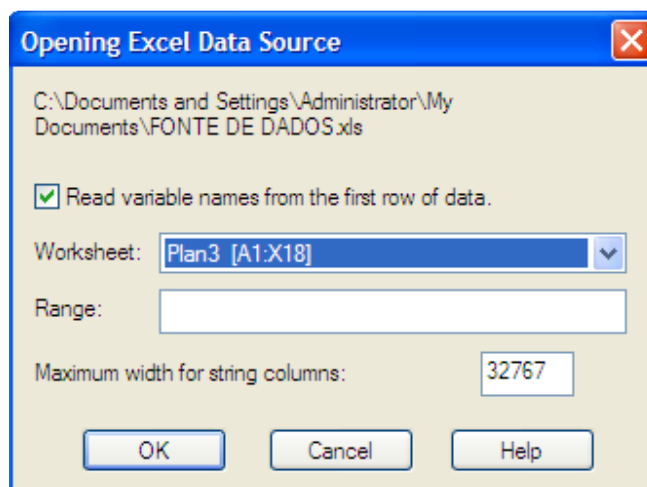 Opening Excel Data Source
C:\Documents and Settings\Administrator\My
Documents\FONTE DE DADOS.xls
Read variable names from the first row of data.
Worksheet: Plan3 [A1:X18]
Range:
Maximum width for string columns: 32767
OK Cancel Help